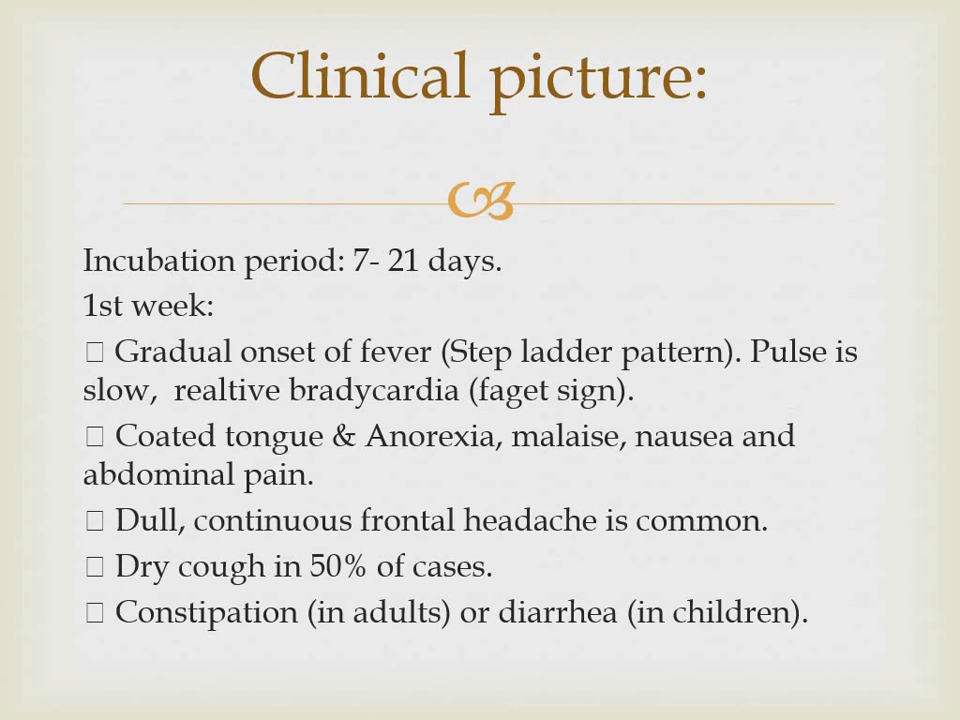 Clinical picture:
Incubation period: 7- 21 days.
1st week:
 Gradual onset of fever (Step ladder pattern). Pulse is
slow,  realtive bradycardia (faget sign).
 Coated tongue & Anorexia, malaise, nausea and
abdominal pain.
 Dull, continuous frontal headache is common.
 Dry cough in 50% of cases.
 Constipation (in adults) or diarrhea (in children).